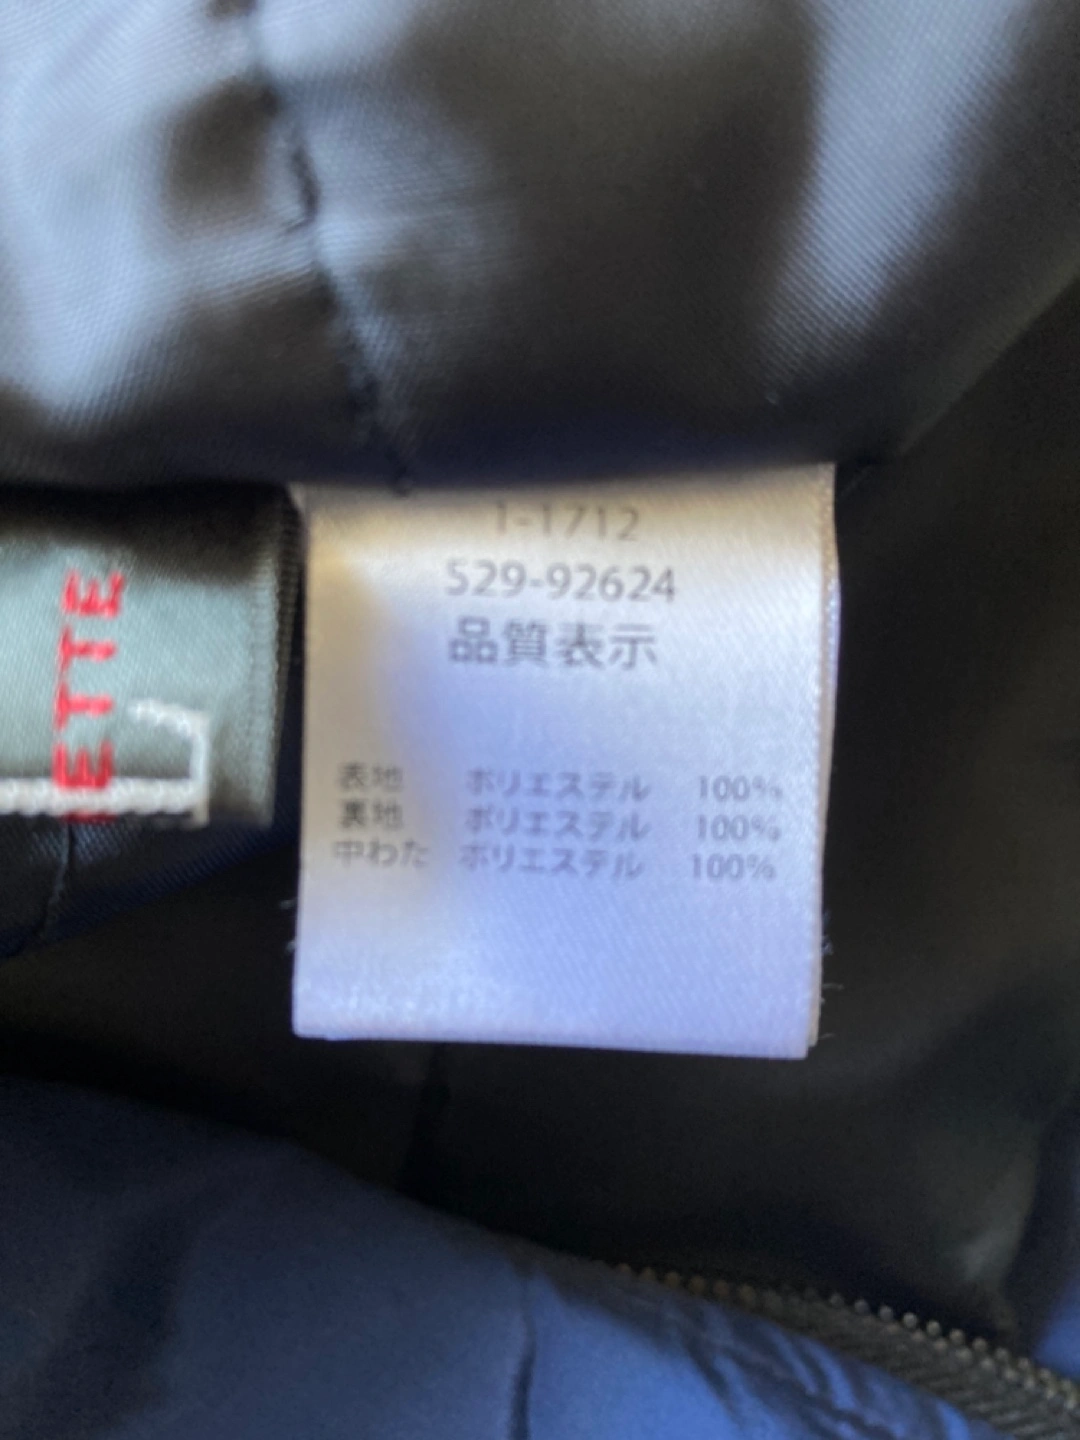 1-1712
529-92624
品質表示
表地 ポリエステル 100%
裏地 ポリエステル 100%
中わた ポリエステル 100%
ETTE